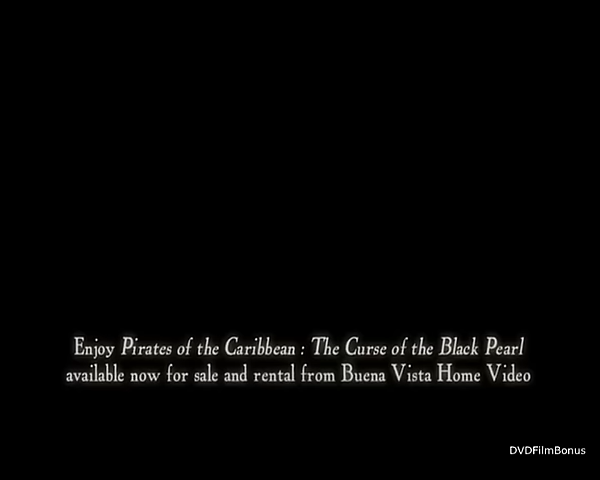 Enjoy Pirates of the Caribbean : The Curse of the Black Pearl
available now for sale and rental from Buena Vista Home Video
DVDFilmBonus